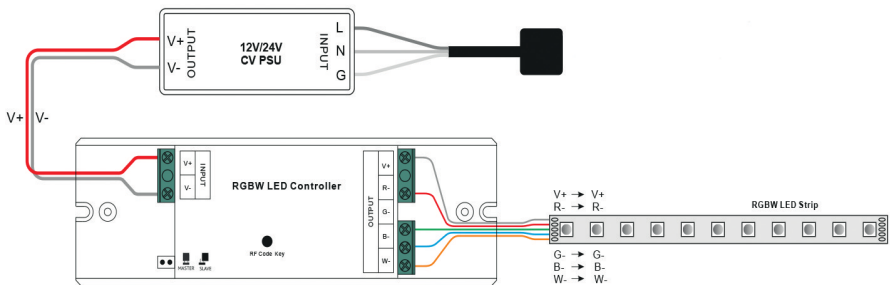 L
V+
OUTPUT
12V/24V
CV PSU
INPUT
N
V-
G
V+
V-
V+
INPUT
V-
RGBW LED Controller
OUTPUT
V+
R-
G-
B-
W-
RF Code Key
MASTER
SLAVE
V+ → V+
R- → R-
RGBW LED Strip
G- → G-
B- → B-
W- → W-